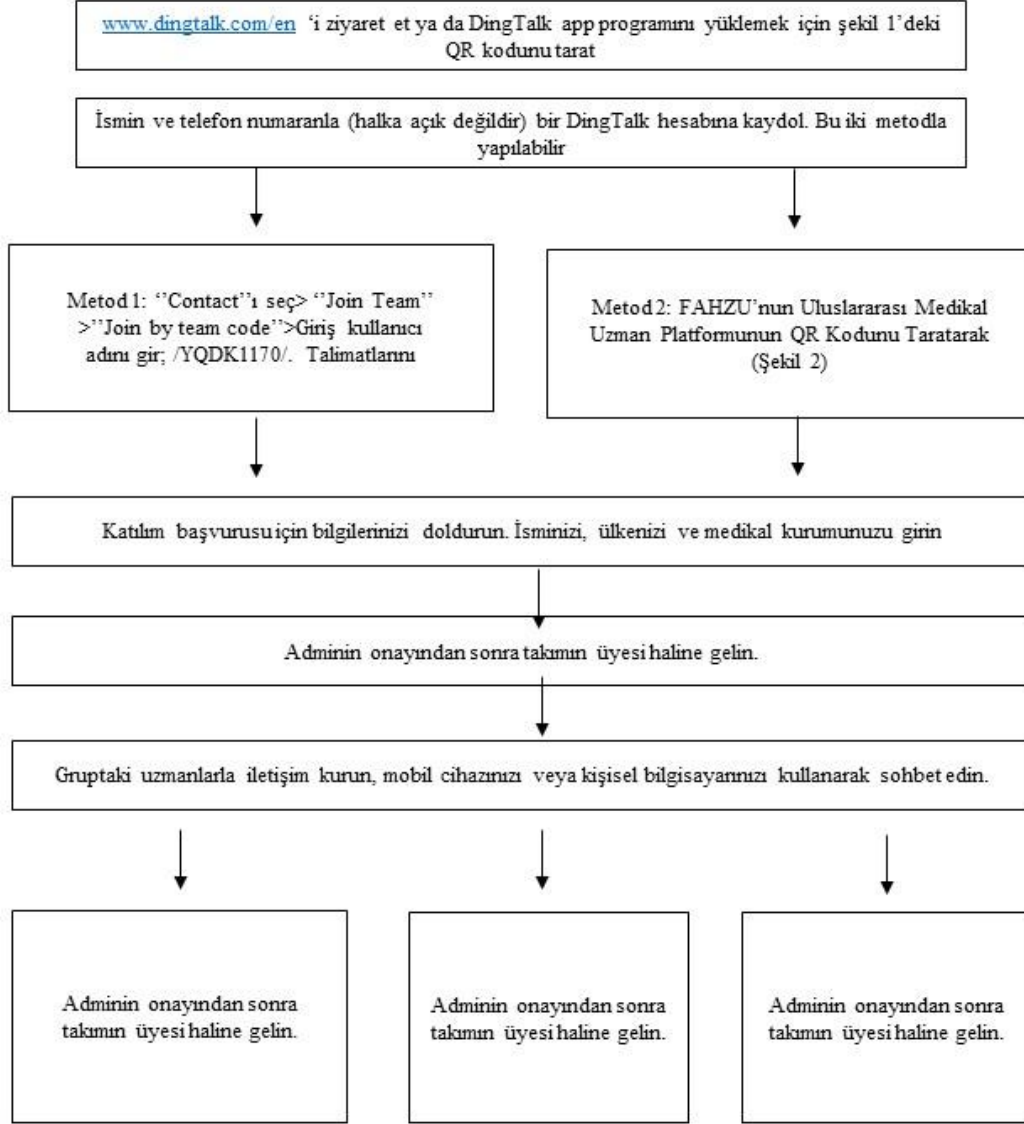 www.dingtalk.com/en ‘i ziyaret et ya da DingTalk app programını yüklemek için şekil 1’deki
QR kodunu tarat
İsmin ve telefon numaranla (halka açık değildir) bir DingTalk hesabına kaydol. Bu iki metodla
yapılabilir
Metod 1: ‘’Contact’’ı seç> ‘’Join Team’’
>’’Join by team code’’>Giriş kullanıcı
adını gir; /YQDK1170/. Talimatlarını
Metod 2: FAHZU’nun Uluslararası Medikal
Uzman Platformunun QR Kodunu Taratarak
(Şekil 2)
Katılım başvurusu için bilgilerinizi doldurun. İsminizi, ülkenizi ve medikal kurumunuzu girin
Adminin onayından sonra takımın üyesi haline gelin.
Gruptaki uzmanlarla iletişim kurun, mobil cihazınızı veya kişisel bilgisayarınızı kullanarak sohbet edin.
Adminin onayından sonra
takımın üyesi haline gelin.
Adminin onayından sonra
takımın üyesi haline gelin.
Adminin onayından sonra
takımın üyesi haline gelin.